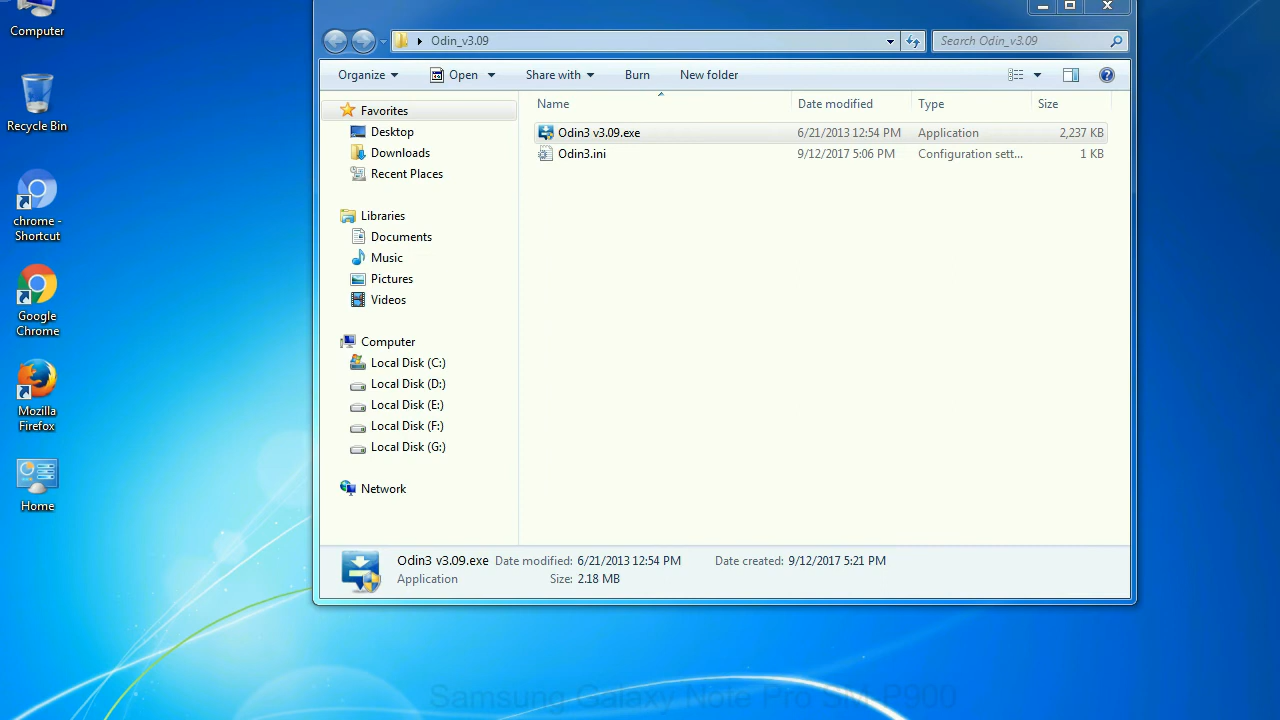 Computer
Recycle Bin
chrome -
Shortcut
Google
Chrome
Mozilla
Firefox
Home
Odin_v3.09
Search Odin_v3.09
Organize Open Share with Burn New folder
Name Date modified Type Size
Odin3 v3.09.exe 6/21/2013 12:54 PM Application 2,237 KB
Odin3.ini 9/12/2017 5:06 PM Configuration sett... 1 KB
Favorites
Desktop
Downloads
Recent Places
Libraries
Documents
Music
Pictures
Videos
Computer
Local Disk (C:)
Local Disk (D:)
Local Disk (E:)
Local Disk (F:)
Local Disk (G:)
Network
Odin3 v3.09.exe Date modified: 6/21/2013 12:54 PM Date created: 9/12/2017 5:21 PM
Application Size: 2.18 MB
Samsung Galaxy Note Pro SM-P900